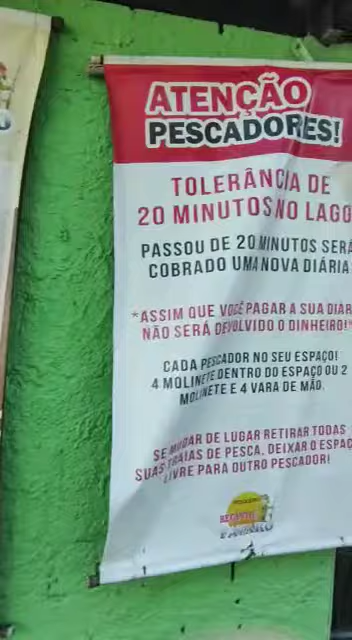 ATENÇÃO
PESCADORES!
TOLERÂNCIA DE
20 MINUTOS NO LAGO
PASSOU DE 20 MINUTOS SERÁ
COBRADO UMA NOVA DIÁRIA
*ASSIM QUE VOCÊ PAGAR A SUA DIÁR
NÃO SERÁ DEVOLVIDO O DINHEIRO!*
CADA PESCADOR NO SEU ESPAÇO!
4 MOLINETE DENTRO DO ESPAÇO OU 2
MOLINETE E 4 VARA DE MÃO.
SE MUDAR DE LUGAR RETIRAR TODAS
SUAS TRAIAS DE PESCA, DEIXAR O ESPAÇ
LIVRE PARA OUTRO PESCADOR!